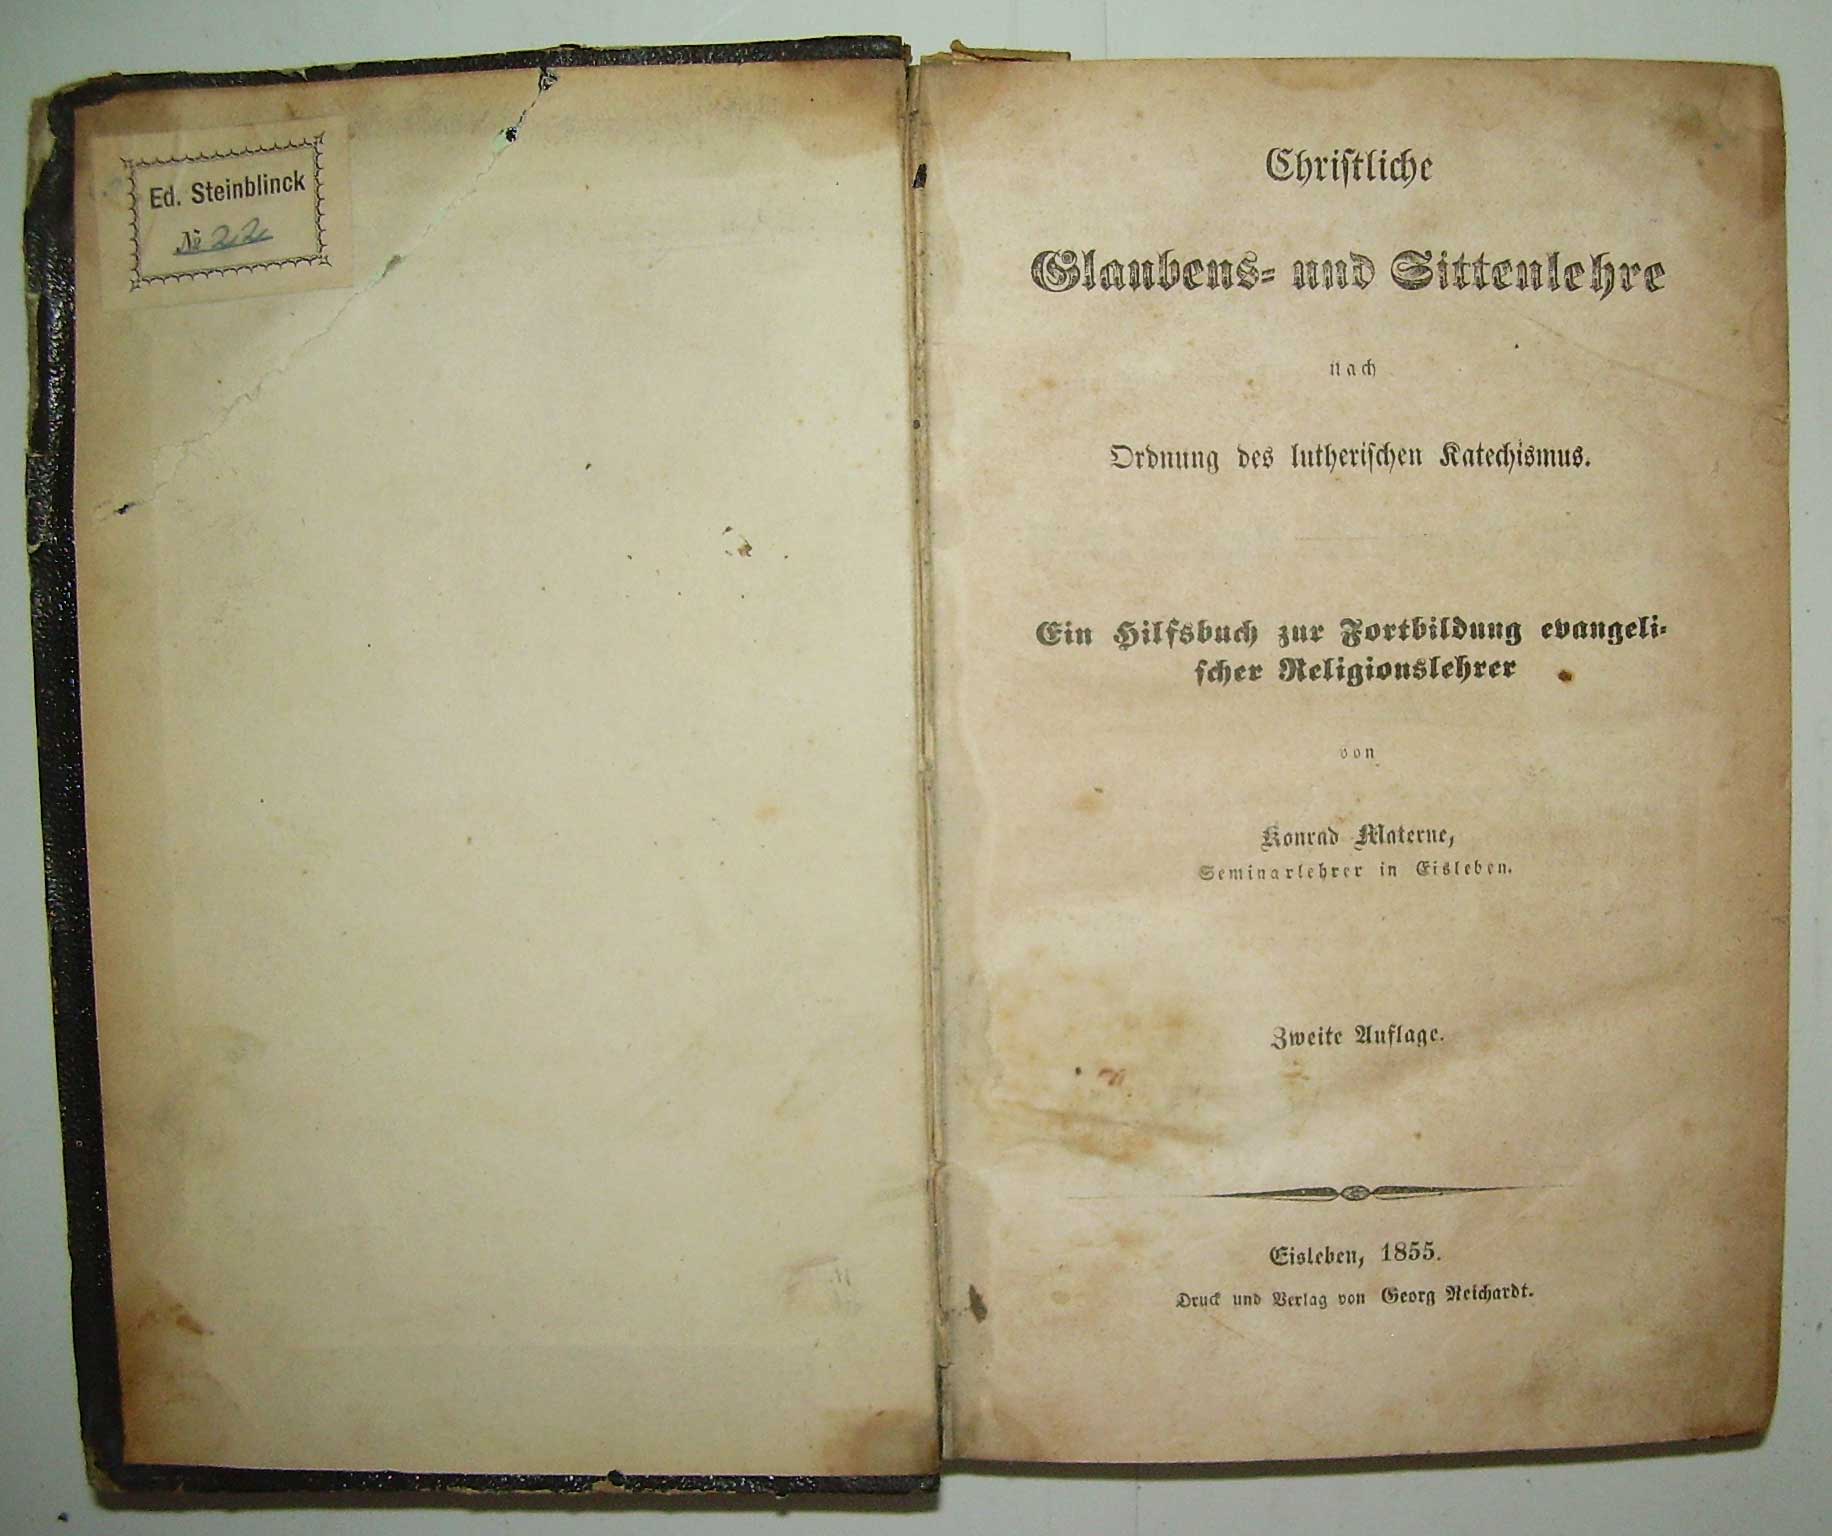 Ed. Steinblinck
№ 22
Chriſtliche
Glaubens- und Sittenlehre
nach
Ordnung des lutheriſchen Katechismus.
Ein Hilfsbuch zur Fortbildung evangeli-
ſcher Religionslehrer
von
Konrad Materne,
Seminarlehrer in Eisleben.
Zweite Auflage.
Eisleben, 1855.
Druck und Verlag von Georg Reichardt.